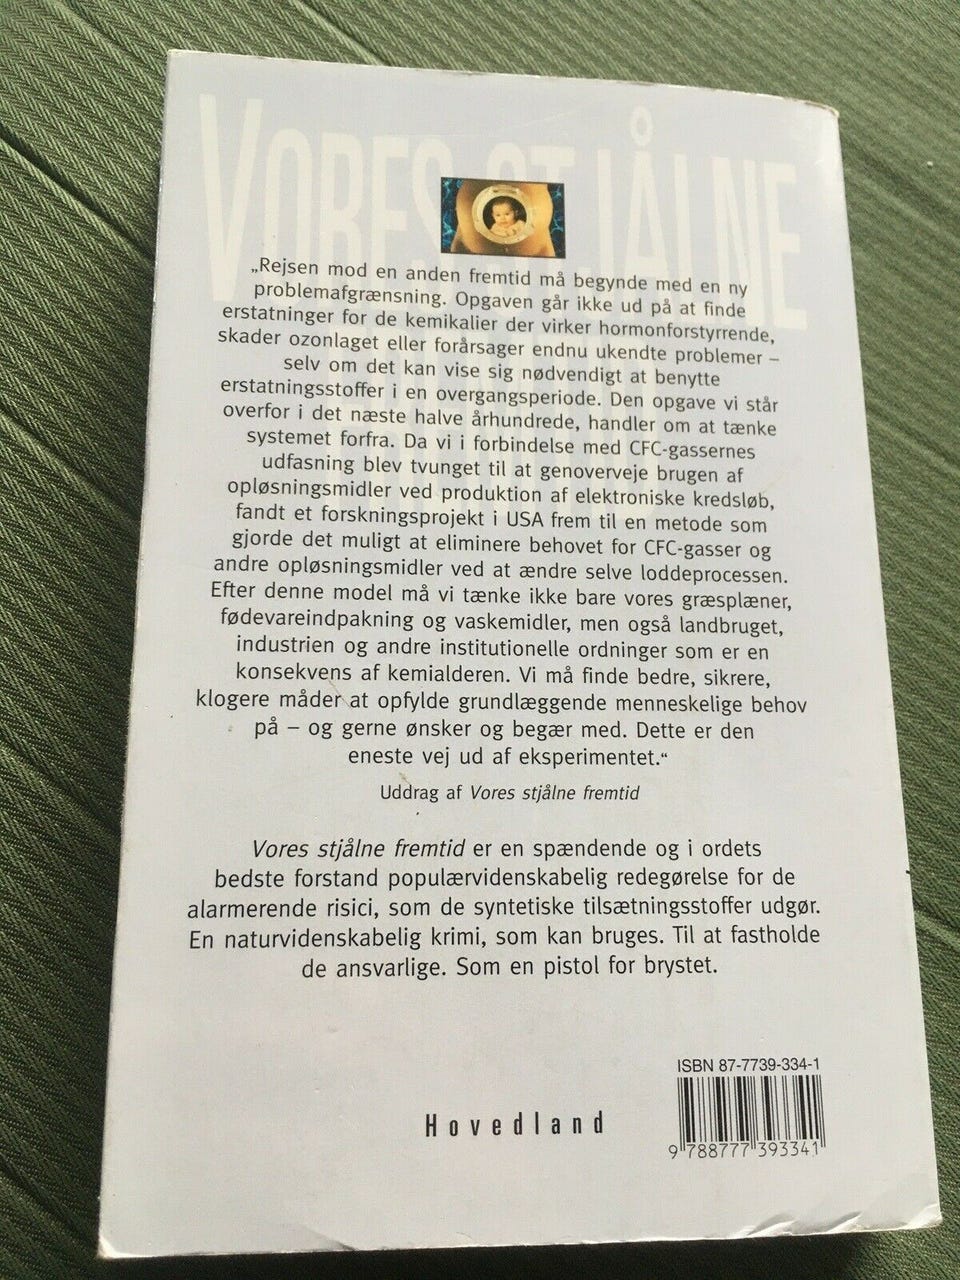 VORES STJÅLNE
„Rejsen mod en anden fremtid må begynde med en ny
problemafgrænsning. Opgaven går ikke ud på at finde
erstatninger for de kemikalier der virker hormonforstyrrende,
skader ozonlaget eller forårsager endnu ukendte problemer –
selv om det kan vise sig nødvendigt at benytte
erstatningsstoffer i en overgangsperiode. Den opgave vi står
overfor i det næste halve århundrede, handler om at tænke
systemet forfra. Da vi i forbindelse med CFC-gassernes
udfasning blev tvunget til at genoverveje brugen af
opløsningsmidler ved produktion af elektroniske kredsløb,
fandt et forskningsprojekt i USA frem til en metode som
gjorde det muligt at eliminere behovet for CFC-gasser og
andre opløsningsmidler ved at ændre selve loddeprocessen.
Efter denne model må vi tænke ikke bare vores græsplæner,
fødevareindpakning og vaskemidler, men også landbruget,
industrien og andre institutionelle ordninger som er en
konsekvens af kemialderen. Vi må finde bedre, sikrere,
klogere måder at opfylde grundlæggende menneskelige behov
på – og gerne ønsker og begær med. Dette er den
eneste vej ud af eksperimentet.“
Uddrag af Vores stjålne fremtid
Vores stjålne fremtid er en spændende og i ordets
bedste forstand populærvidenskabelig redegørelse for de
alarmerende risici, som de syntetiske tilsætningsstoffer udgør.
En naturvidenskabelig krimi, som kan bruges. Til at fastholde
de ansvarlige. Som en pistol for brystet.
ISBN 87-7739-334-1
Hovedland
9 788777 393341